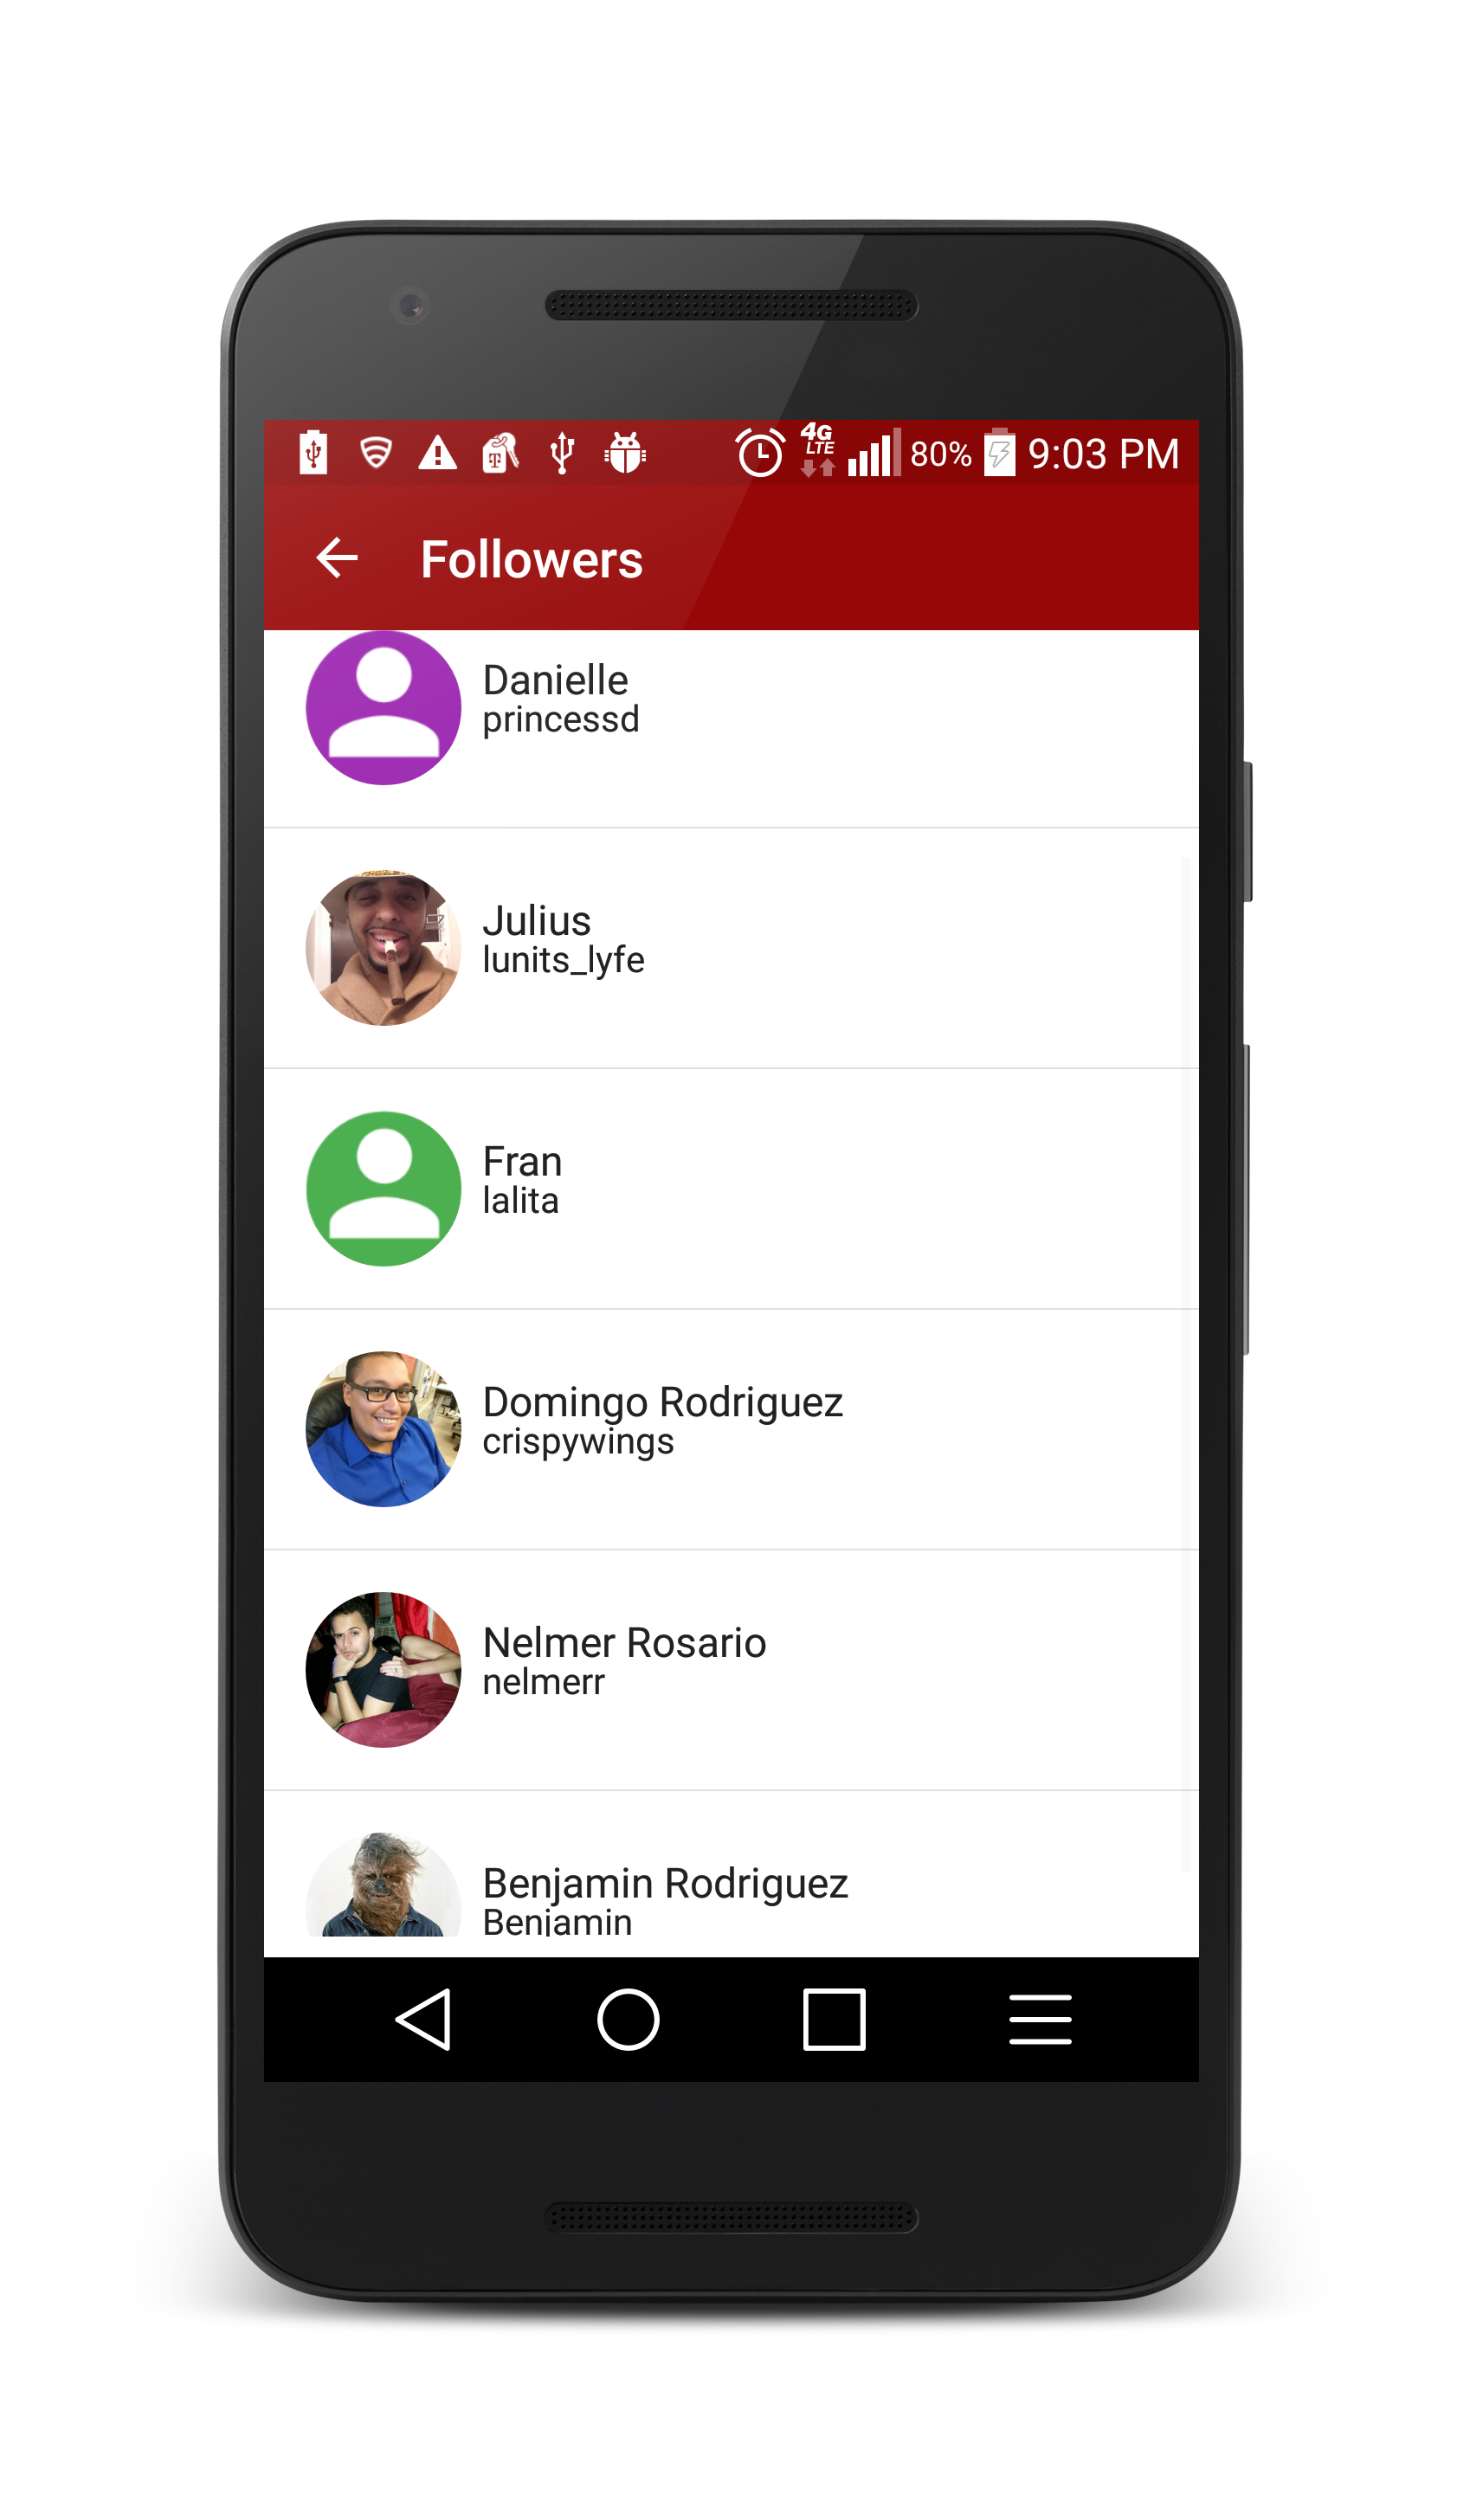 4G
LTE
80%
9:03 PM
Followers
Danielle
princessd
Julius
lunits_lyfe
Fran
lalita
Domingo Rodriguez
crispywings
Nelmer Rosario
nelmerr
Benjamin Rodriguez
Benjamin